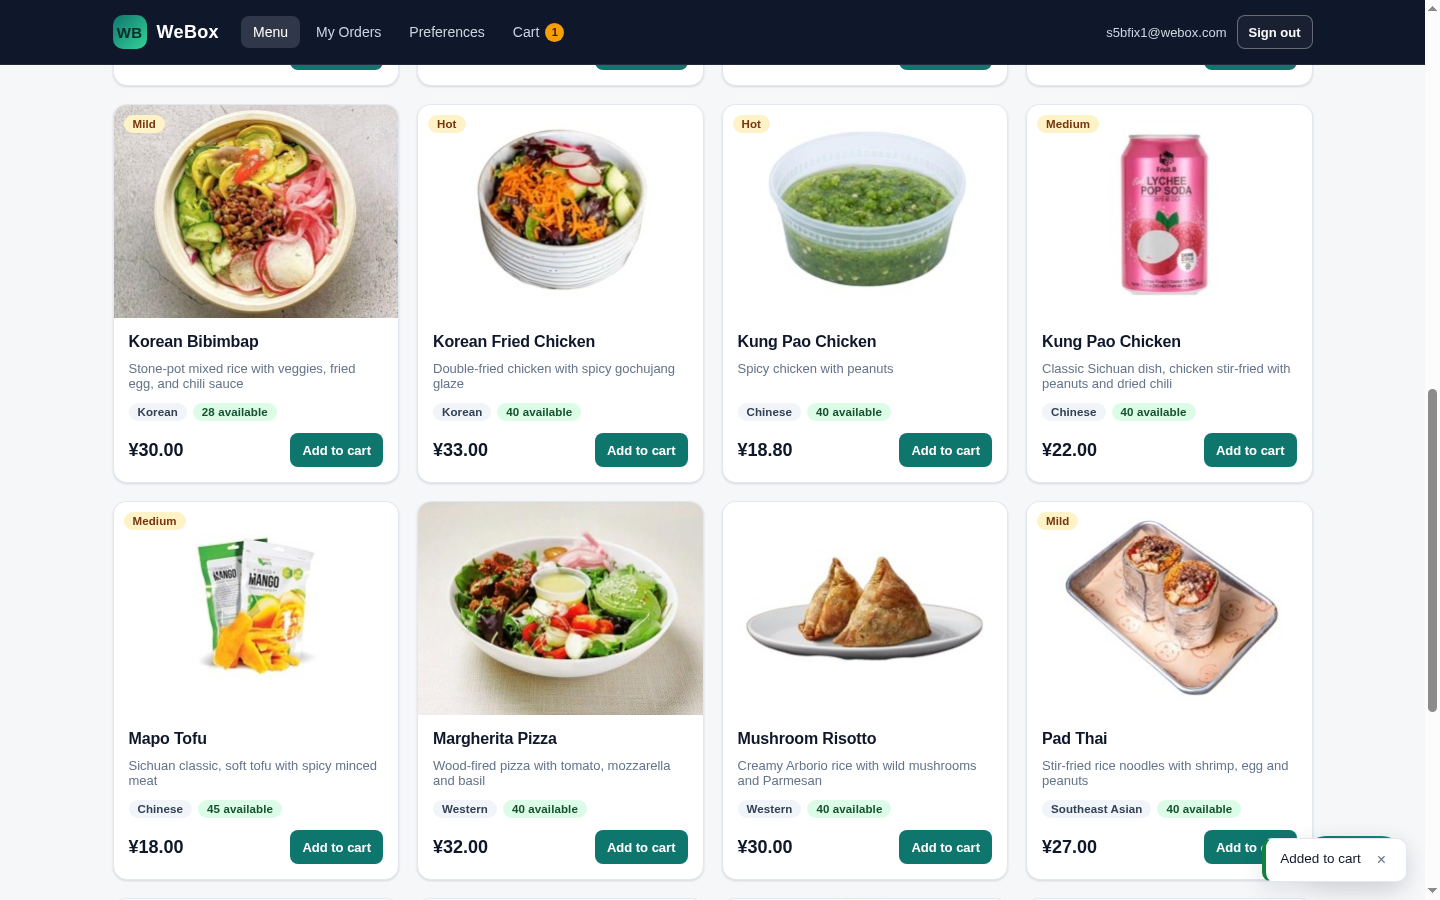 WB WeBox Menu My Orders Preferences Cart 1 s5bfix1@webox.com Sign out
Mild
Hot
Hot
Medium
Fruit.B
LYCHEE
POP SODA
Korean Bibimbap
Stone-pot mixed rice with veggies, fried
egg, and chili sauce
Korean 28 available
¥30.00 Add to cart
Korean Fried Chicken
Double-fried chicken with spicy gochujang
glaze
Korean 40 available
¥33.00 Add to cart
Kung Pao Chicken
Spicy chicken with peanuts
Chinese 40 available
¥18.80 Add to cart
Kung Pao Chicken
Classic Sichuan dish, chicken stir-fried with
peanuts and dried chili
Chinese 40 available
¥22.00 Add to cart
Medium
MANGO
MANGO
Mild
Mapo Tofu
Sichuan classic, soft tofu with spicy minced
meat
Chinese 45 available
¥18.00 Add to cart
Margherita Pizza
Wood-fired pizza with tomato, mozzarella
and basil
Western 40 available
¥32.00 Add to cart
Mushroom Risotto
Creamy Arborio rice with wild mushrooms
and Parmesan
Western 40 available
¥30.00 Add to cart
Pad Thai
Stir-fried rice noodles with shrimp, egg and
peanuts
Southeast Asian 40 available
¥27.00 Add to
Added to cart ×